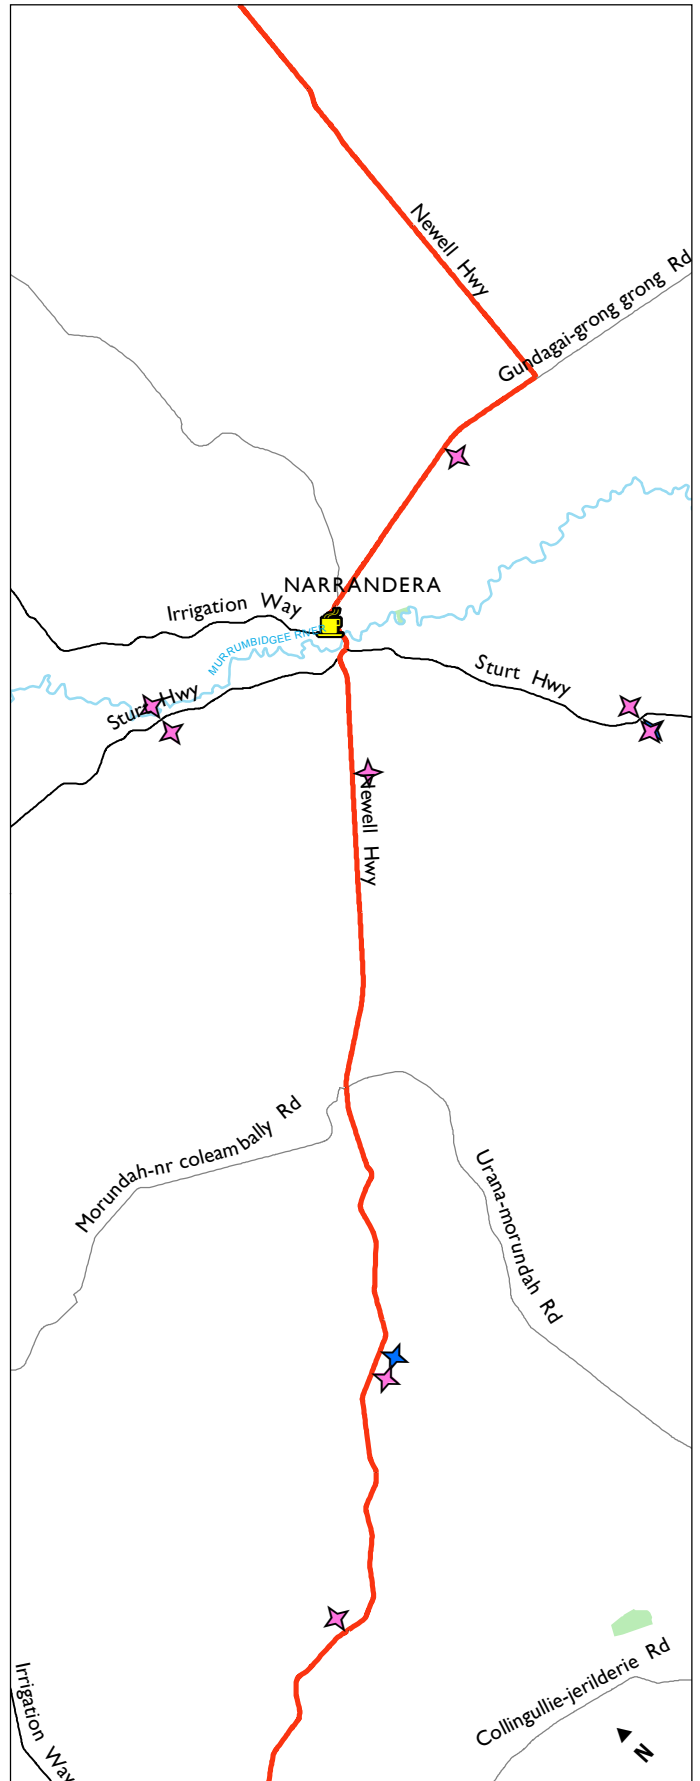 Newell Hwy
Gundagai-grong grong Rd
NARRANDERA
Irrigation Way
MURRUMBIDGEE RIVER
Sturt Hwy
Sturt Hwy
Newell Hwy
Morundah-nr coleambally Rd
Urana-morundah Rd
Collingullie-jerilderie Rd
Irrigation Way
N